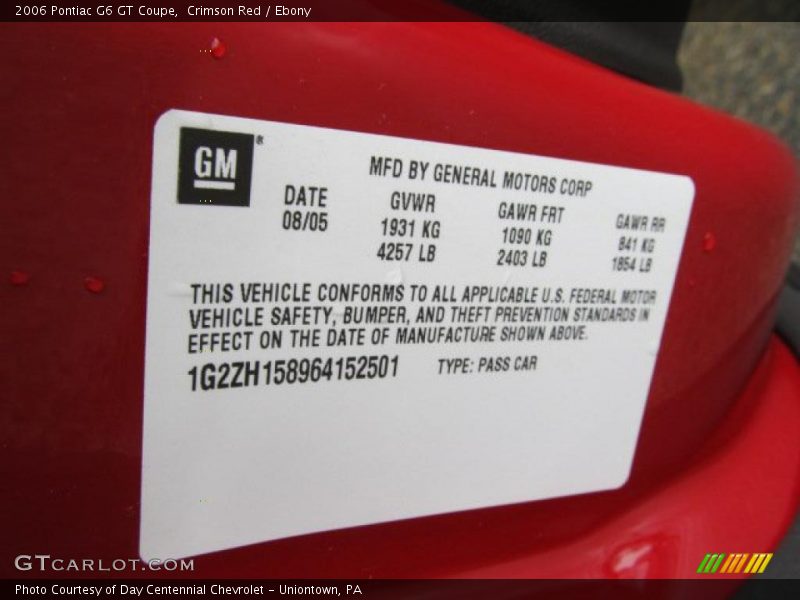 2006 Pontiac G6 GT Coupe, Crimson Red / Ebony
GM®
MFD BY GENERAL MOTORS CORP
DATE GVWR GAWR FRT GAWR RR
08/05 1931 KG 1090 KG 841 KG
4257 LB 2403 LB 1854 LB
THIS VEHICLE CONFORMS TO ALL APPLICABLE U.S. FEDERAL MOTOR
VEHICLE SAFETY, BUMPER, AND THEFT PREVENTION STANDARDS IN
EFFECT ON THE DATE OF MANUFACTURE SHOWN ABOVE.
1G2ZH158964152501 TYPE: PASS CAR
GTCARLOT.COM
Photo Courtesy of Day Centennial Chevrolet - Uniontown, PA